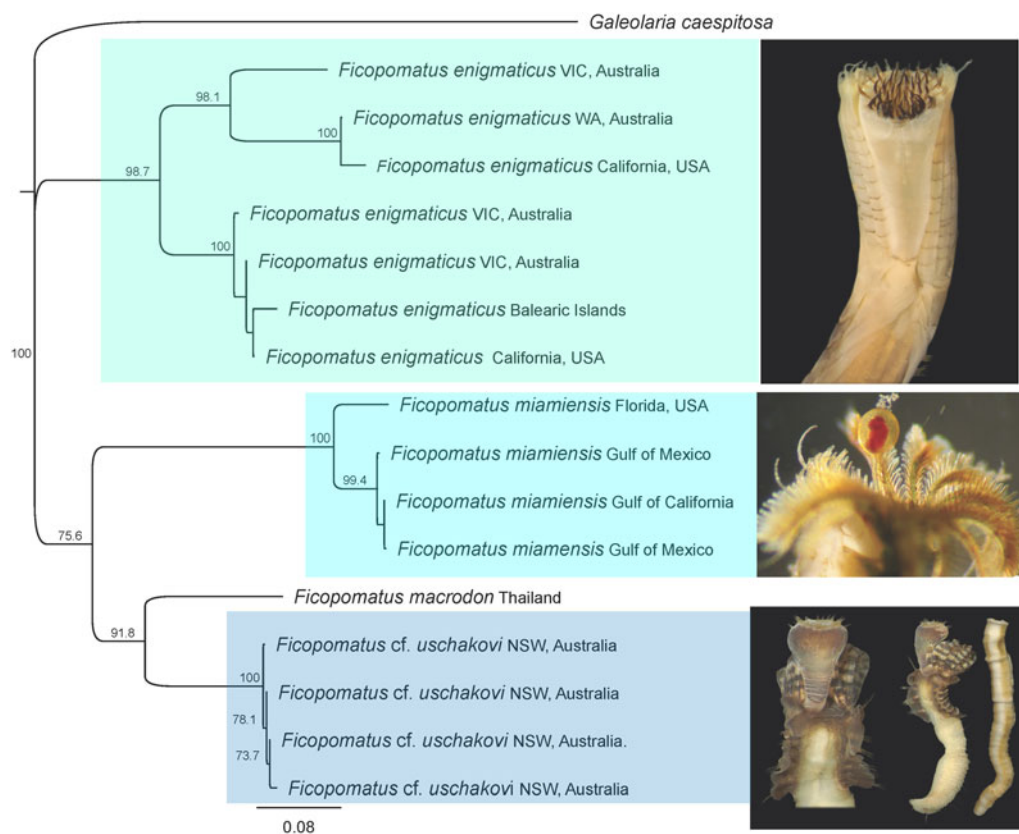 Galeolaria caespitosa
Ficopomatus enigmaticus VIC, Australia
98.1
Ficopomatus enigmaticus WA, Australia
100
Ficopomatus enigmaticus California, USA
98.7
Ficopomatus enigmaticus VIC, Australia
100
Ficopomatus enigmaticus VIC, Australia
Ficopomatus enigmaticus Balearic Islands
100
Ficopomatus enigmaticus California, USA
Ficopomatus miamiensis Florida, USA
100
Ficopomatus miamiensis Gulf of Mexico
99.4
Ficopomatus miamiensis Gulf of California
75.6
Ficopomatus miamensis Gulf of Mexico
Ficopomatus macrodon Thailand
91.8
Ficopomatus cf. uschakovi NSW, Australia
100
Ficopomatus cf. uschakovi NSW, Australia
78.1
Ficopomatus cf. uschakovi NSW, Australia.
73.7
Ficopomatus cf. uschakovi NSW, Australia
0.08